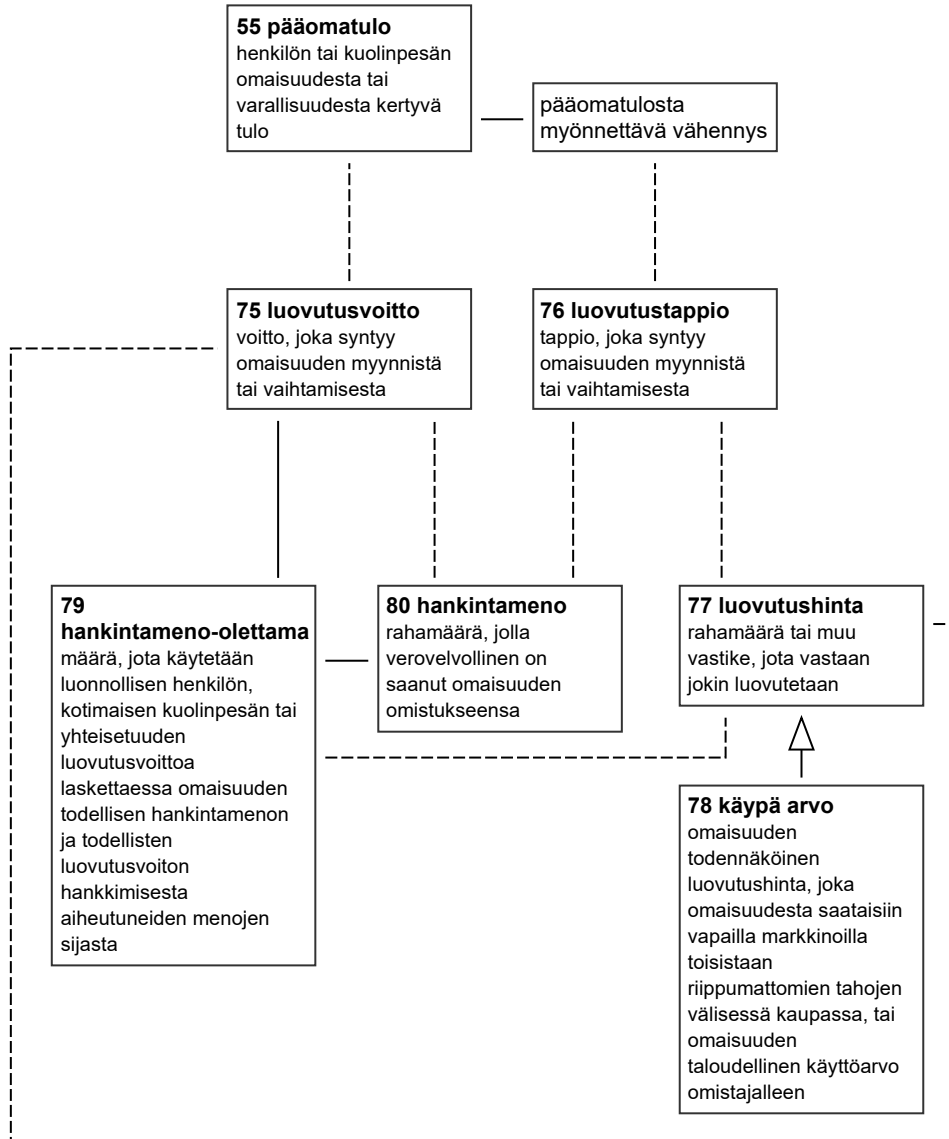 55 pääomatulo
henkilön tai kuolinpesän
omaisuudesta tai
varallisuudesta kertyvä
tulo
pääomatulosta
myönnettävä vähennys
75 luovutusvoitto
voitto, joka syntyy
omaisuuden myynnistä
tai vaihtamisesta
76 luovutustappio
tappio, joka syntyy
omaisuuden myynnistä
tai vaihtamisesta
79
hankintameno-olettama
määrä, jota käytetään
luonnollisen henkilön,
kotimaisen kuolinpesän tai
yhteisetuuden
luovutusvoittoa
laskettaessa omaisuuden
todellisen hankintamenon
ja todellisten
luovutusvoiton
hankkimisesta
aiheutuneiden menojen
sijasta
80 hankintameno
rahamäärä, jolla
verovelvollinen on
saanut omaisuuden
omistukseensa
77 luovutushinta
rahamäärä tai muu
vastike, jota vastaan
jokin luovutetaan
78 käypä arvo
omaisuuden
todennäköinen
luovutushinta, joka
omaisuudesta saataisiin
vapailla markkinoilla
toisistaan
riippumattomien tahojen
välisessä kaupassa, tai
omaisuuden
taloudellinen käyttöarvo
omistajalleen